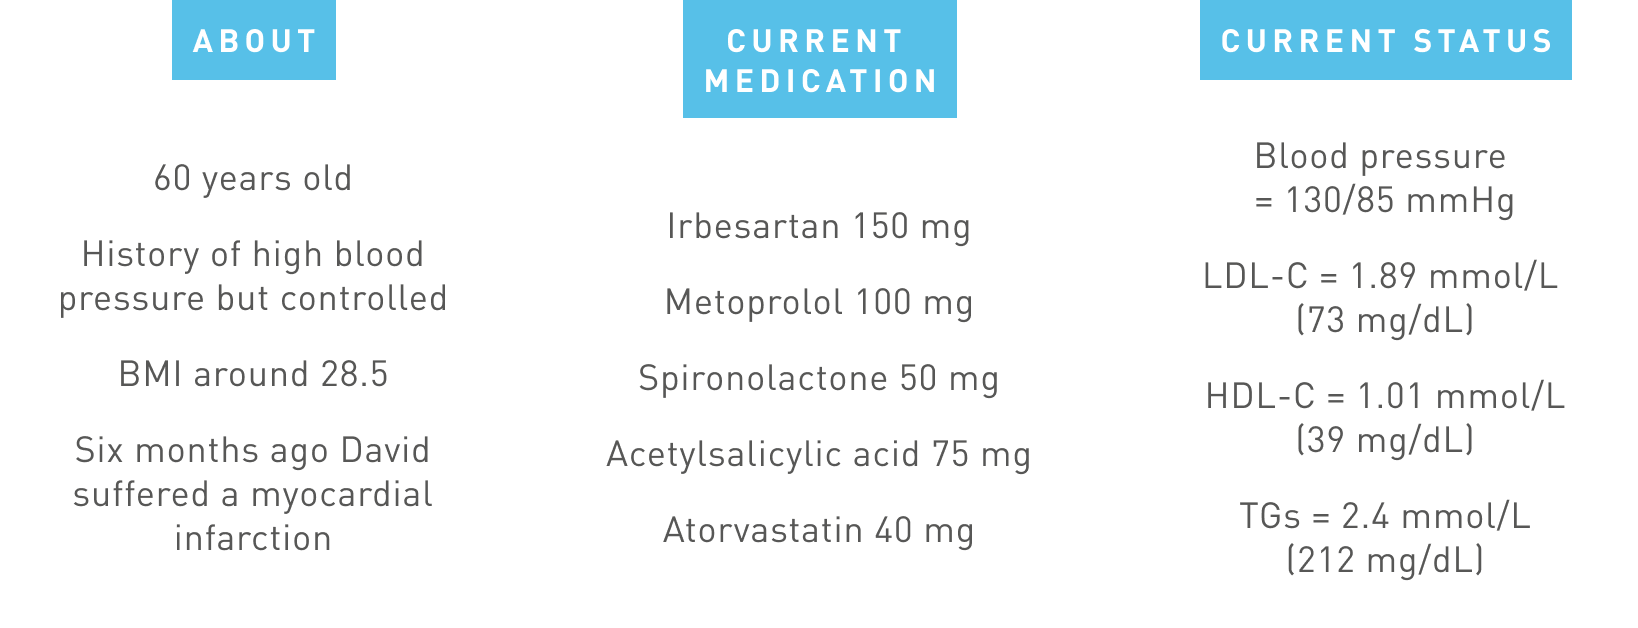 ABOUT
60 years old
History of high blood
pressure but controlled
BMI around 28.5
Six months ago David
suffered a myocardial
infarction
CURRENT
MEDICATION
Irbesartan 150 mg
Metoprolol 100 mg
Spironolactone 50 mg
Acetylsalicylic acid 75 mg
Atorvastatin 40 mg
CURRENT STATUS
Blood pressure
= 130/85 mmHg
LDL-C = 1.89 mmol/L
(73 mg/dL)
HDL-C = 1.01 mmol/L
(39 mg/dL)
TGs = 2.4 mmol/L
(212 mg/dL)